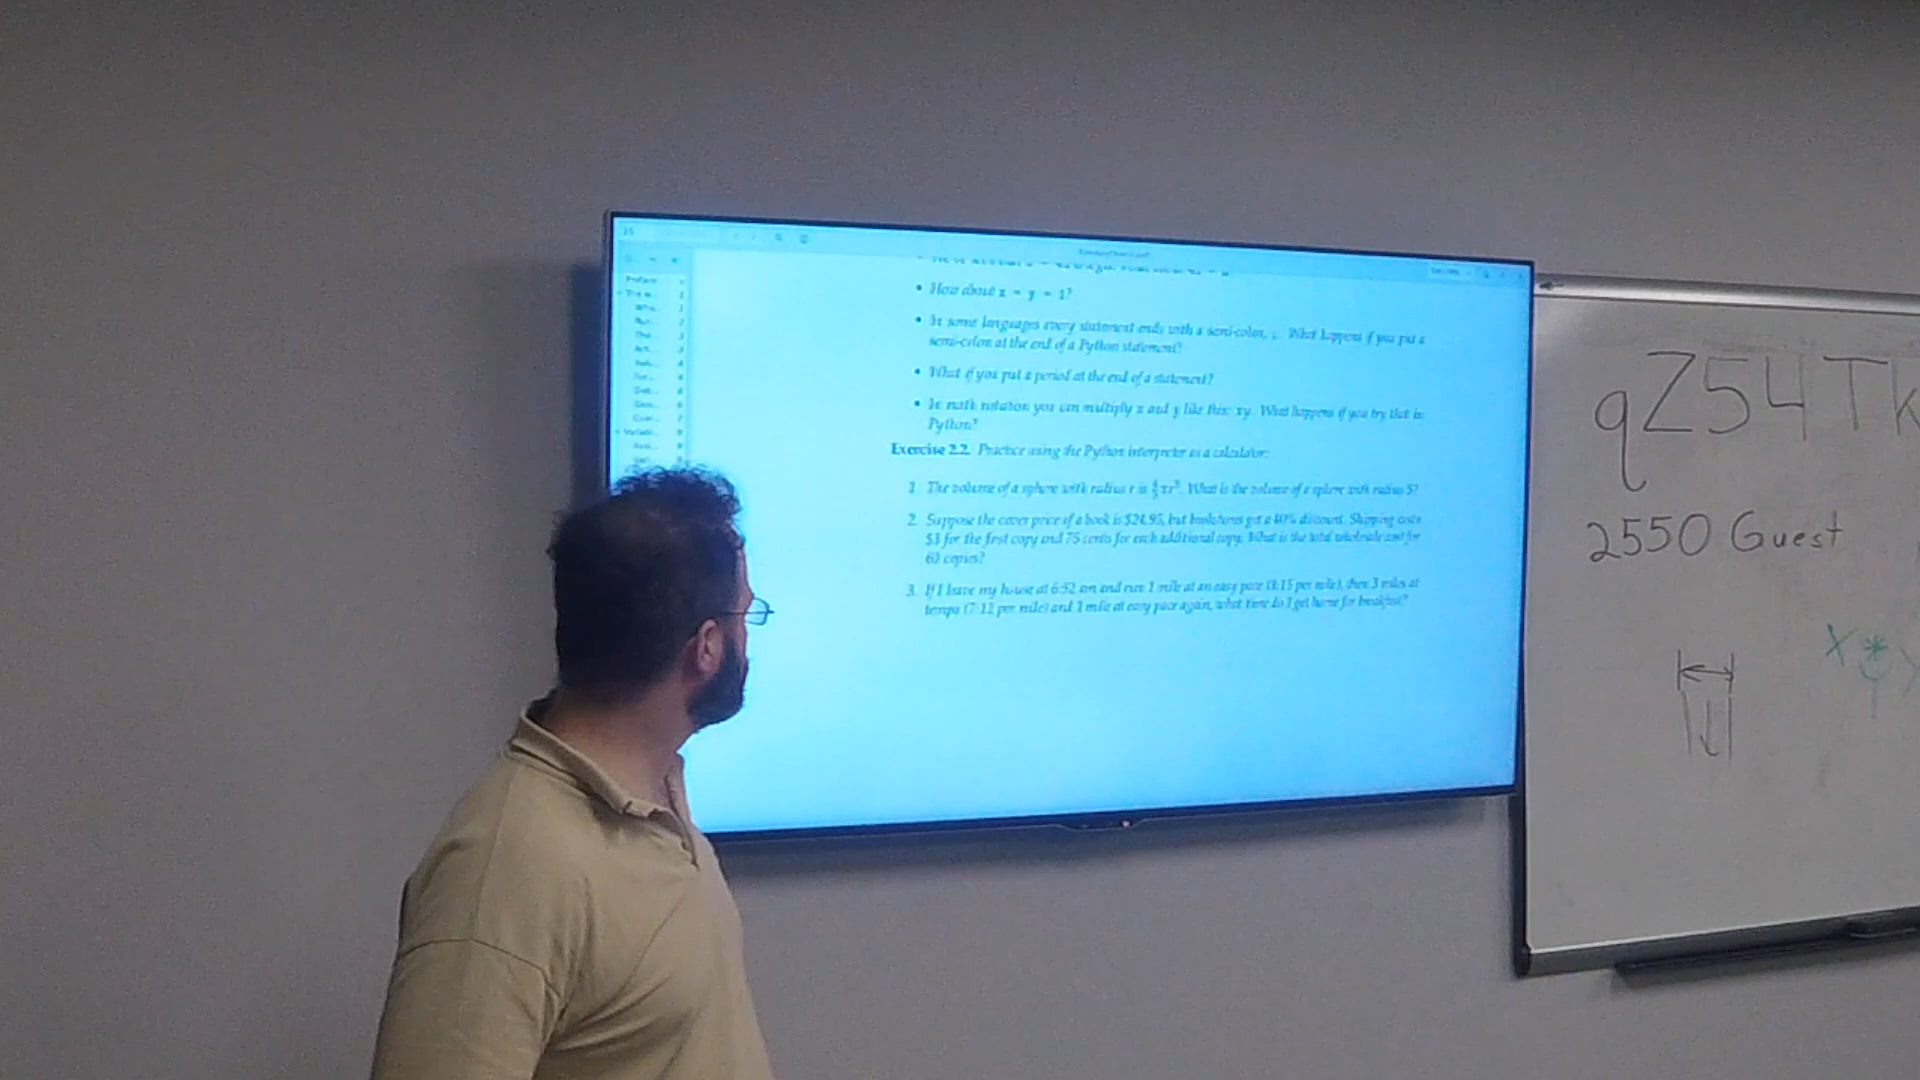 15
Preface
• How about x = y = 1?
• In some languages every statement ends with a semi-colon, ;. What happens if you put a
semi-colon at the end of a Python statement?
• What if you put a period at the end of a statement?
• In math notation you can multiply x and y like this: xy. What happens if you try that in
Python?
Exercise 2.2. Practice using the Python interpreter as a calculator:
1. The volume of a sphere with radius r is 4/3 πr³. What is the volume of a sphere with radius 5?
2. Suppose the cover price of a book is $24.95, but bookstores get a 40% discount. Shipping costs
$3 for the first copy and 75 cents for each additional copy. What is the total wholesale cost for
60 copies?
3. If I leave my house at 6:52 am and run 1 mile at an easy pace (8:15 per mile), then 3 miles at
tempo (7:12 per mile) and 1 mile at easy pace again, what time do I get home for breakfast?
qZ54Tk
2550 Guest
X *